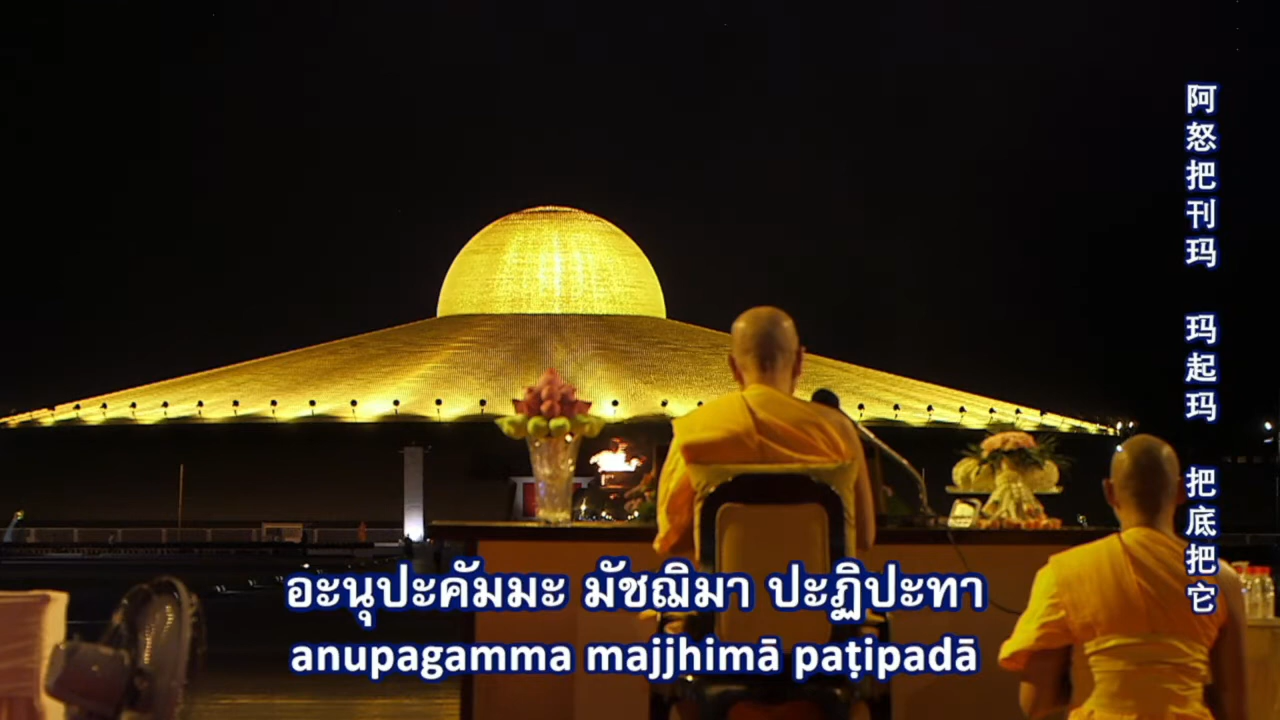 阿怒把刊玛 玛起玛 把底把它
อะนุปะคัมมะ มัชฌิมา ปะฏิปะทา
anupagamma majjhimā paṭipadā